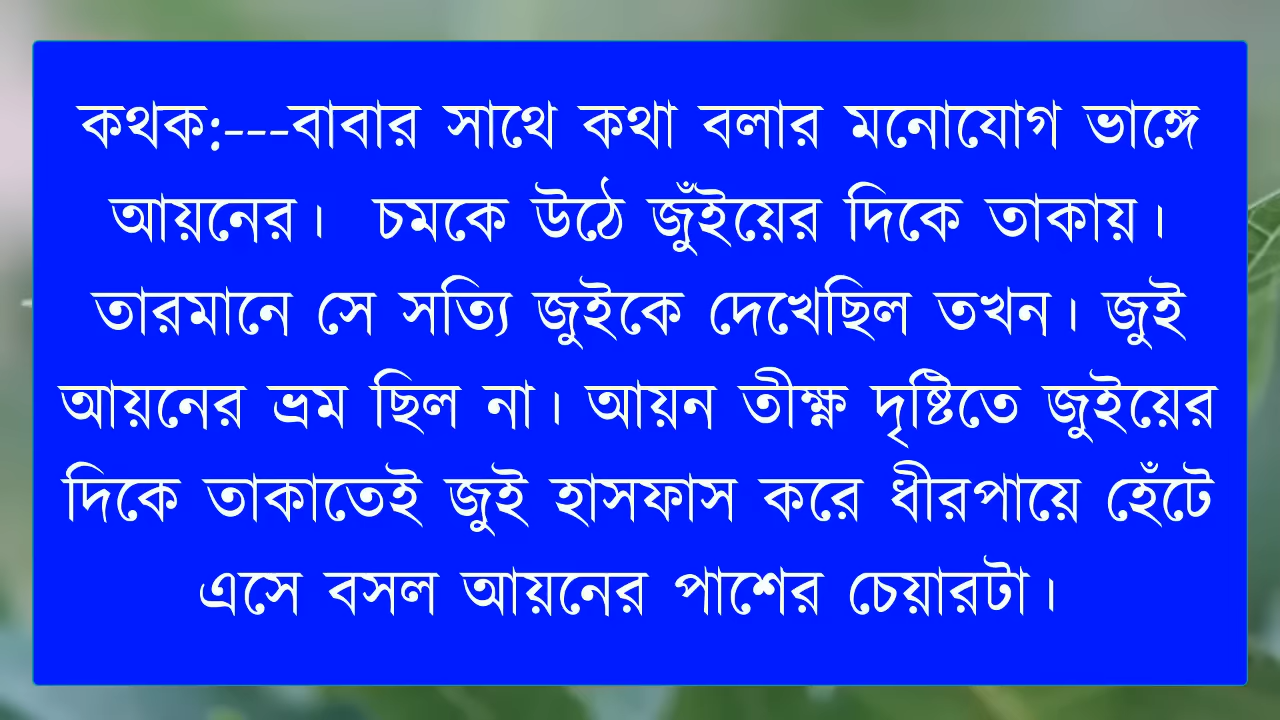 কথক:---বাবার সাথে কথা বলার মনোযোগ ভাঙ্গে
আয়নের। চমকে উঠে জুঁইয়ের দিকে তাকায়।
তারমানে সে সত্যি জুইকে দেখেছিল তখন। জুই
আয়নের ভ্রম ছিল না। আয়ন তীক্ষ্ণ দৃষ্টিতে জুইয়ের
দিকে তাকাতেই জুই হাসফাস করে ধীরপায়ে হেঁটে
এসে বসল আয়নের পাশের চেয়ারটা।